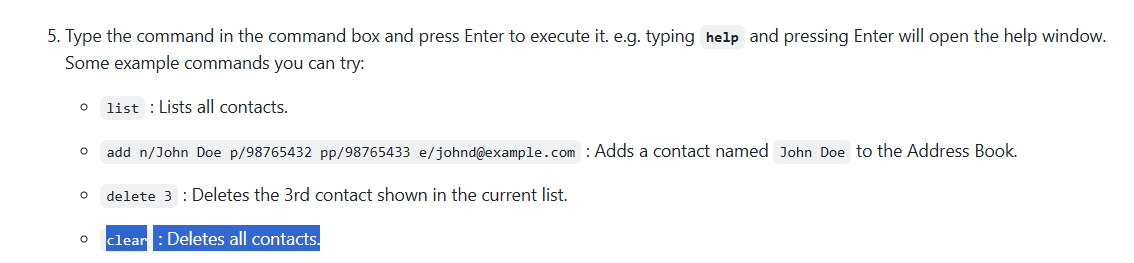 5. Type the command in the command box and press Enter to execute it. e.g. typing help and pressing Enter will open the help window.
Some example commands you can try:
list : Lists all contacts.
add n/John Doe p/98765432 pp/98765433 e/johnd@example.com : Adds a contact named John Doe to the Address Book.
delete 3 : Deletes the 3rd contact shown in the current list.
clear : Deletes all contacts.